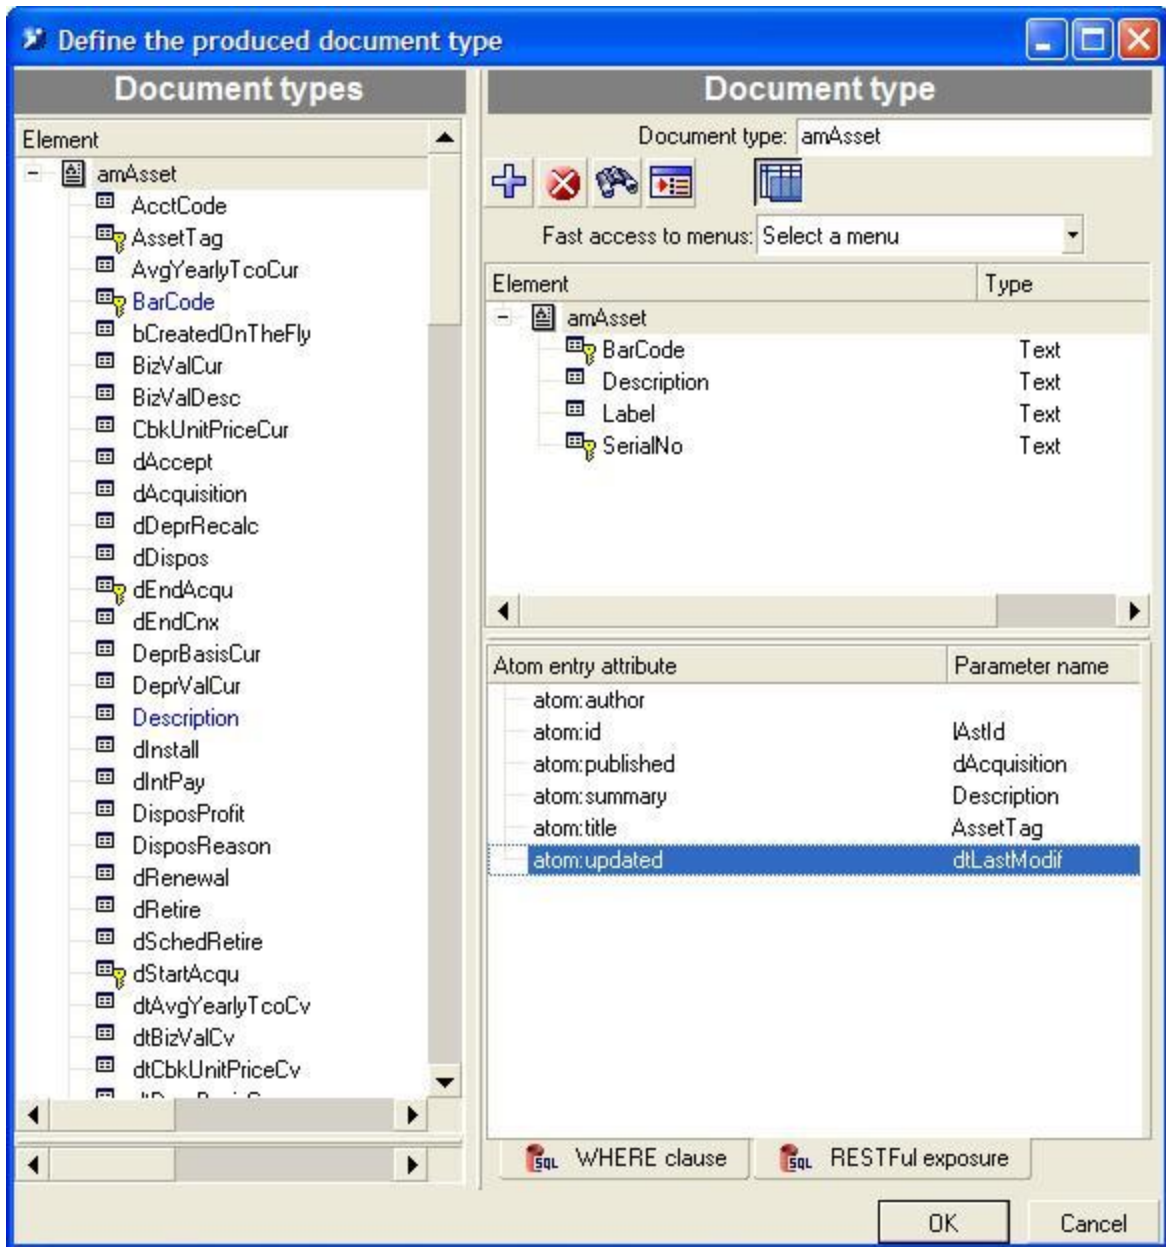 Define the produced document type
Document types
Element
amAsset
AcctCode
AssetTag
AvgYearlyTcoCur
BarCode
bCreatedOnTheFly
BizValCur
BizValDesc
CbkUnitPriceCur
dAccept
dAcquisition
dDeprRecalc
dDispos
dEndAcqu
dEndCnx
DeprBasisCur
DeprValCur
Description
dInstall
dIntPay
DisposProfit
DisposReason
dRenewal
dRetire
dSchedRetire
dStartAcqu
dtAvgYearlyTcoCv
dtBizValCv
dtCbkUnitPriceCv
Document type
Document type: amAsset
Fast access to menus: Select a menu
Element Type
amAsset
BarCode Text
Description Text
Label Text
SerialNo Text
Atom entry attribute Parameter name
atom:author
atom:id lAstId
atom:published dAcquisition
atom:summary Description
atom:title AssetTag
atom:updated dtLastModif
SQL WHERE clause SQL RESTFul exposure
OK Cancel